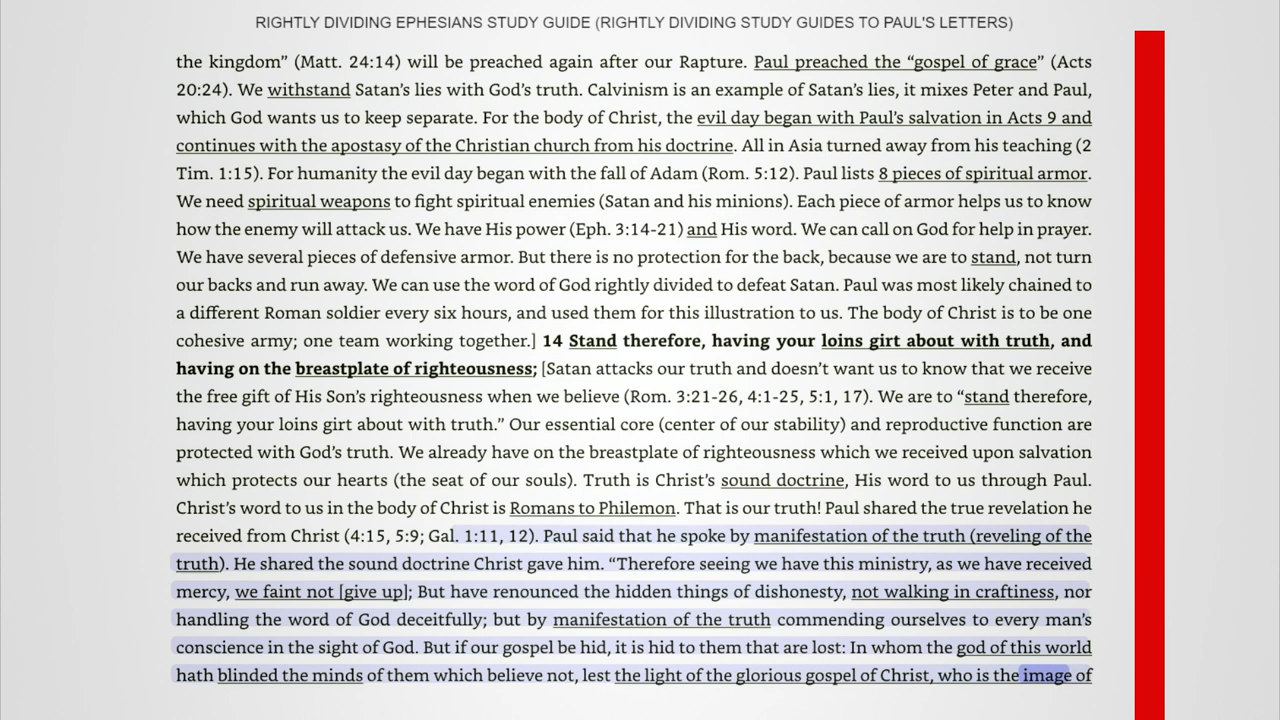 RIGHTLY DIVIDING EPHESIANS STUDY GUIDE (RIGHTLY DIVIDING STUDY GUIDES TO PAUL'S LETTERS)
the kingdom” (Matt. 24:14) will be preached again after our Rapture. Paul preached the “gospel of grace” (Acts
20:24). We withstand Satan’s lies with God’s truth. Calvinism is an example of Satan’s lies, it mixes Peter and Paul,
which God wants us to keep separate. For the body of Christ, the evil day began with Paul’s salvation in Acts 9 and
continues with the apostasy of the Christian church from his doctrine. All in Asia turned away from his teaching (2
Tim. 1:15). For humanity the evil day began with the fall of Adam (Rom. 5:12). Paul lists 8 pieces of spiritual armor.
We need spiritual weapons to fight spiritual enemies (Satan and his minions). Each piece of armor helps us to know
how the enemy will attack us. We have His power (Eph. 3:14-21) and His word. We can call on God for help in prayer.
We have several pieces of defensive armor. But there is no protection for the back, because we are to stand, not turn
our backs and run away. We can use the word of God rightly divided to defeat Satan. Paul was most likely chained to
a different Roman soldier every six hours, and used them for this illustration to us. The body of Christ is to be one
cohesive army; one team working together.] 14 Stand therefore, having your loins girt about with truth, and
having on the breastplate of righteousness; [Satan attacks our truth and doesn’t want us to know that we receive
the free gift of His Son’s righteousness when we believe (Rom. 3:21-26, 4:1-25, 5:1, 17). We are to “stand therefore,
having your loins girt about with truth.” Our essential core (center of our stability) and reproductive function are
protected with God’s truth. We already have on the breastplate of righteousness which we received upon salvation
which protects our hearts (the seat of our souls). Truth is Christ’s sound doctrine, His word to us through Paul.
Christ’s word to us in the body of Christ is Romans to Philemon. That is our truth! Paul shared the true revelation he
received from Christ (4:15, 5:9; Gal. 1:11, 12). Paul said that he spoke by manifestation of the truth (reveling of the
truth). He shared the sound doctrine Christ gave him. “Therefore seeing we have this ministry, as we have received
mercy, we faint not [give up]; But have renounced the hidden things of dishonesty, not walking in craftiness, nor
handling the word of God deceitfully; but by manifestation of the truth commending ourselves to every man’s
conscience in the sight of God. But if our gospel be hid, it is hid to them that are lost: In whom the god of this world
hath blinded the minds of them which believe not, lest the light of the glorious gospel of Christ, who is the image of